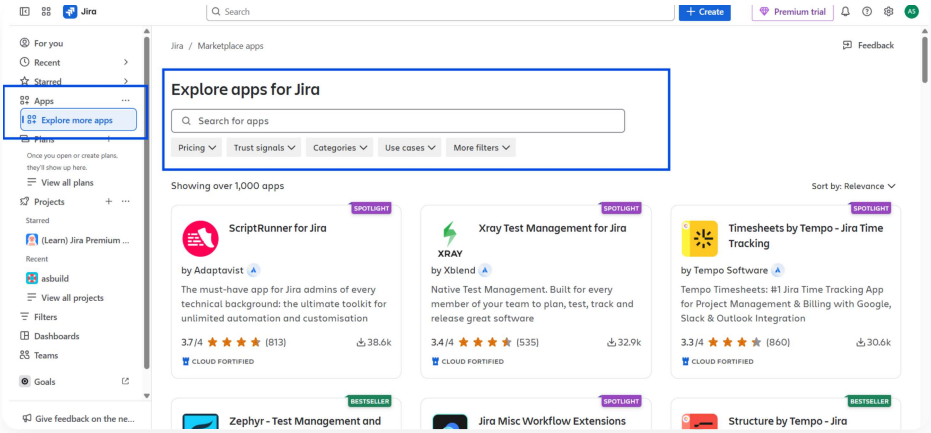 Jira
Search
+ Create
Premium trial
AS
For you
Recent
Starred
Apps
Explore more apps
Plans
Once you open or create plans,
they'll show up here.
View all plans
Projects
Starred
(Learn) Jira Premium ...
Recent
asbuild
View all projects
Filters
Dashboards
Teams
Goals
Give feedback on the ne...
Jira / Marketplace apps
Feedback
Explore apps for Jira
Search for apps
Pricing
Trust signals
Categories
Use cases
More filters
Showing over 1,000 apps
Sort by: Relevance
SPOTLIGHT
ScriptRunner for Jira
by Adaptavist
The must-have app for Jira admins of every
technical background: the ultimate toolkit for
unlimited automation and customisation
3.7/4 (813) 38.6k
CLOUD FORTIFIED
SPOTLIGHT
XRAY
Xray Test Management for Jira
by Xblend
Native Test Management. Built for every
member of your team to plan, test, track and
release great software
3.4/4 (535) 32.9k
CLOUD FORTIFIED
SPOTLIGHT
Timesheets by Tempo - Jira Time
Tracking
by Tempo Software
Tempo Timesheets: #1 Jira Time Tracking App
for Project Management & Billing with Google,
Slack & Outlook Integration
3.3/4 (860) 30.6k
CLOUD FORTIFIED
BESTSELLER
Zephyr - Test Management and
SPOTLIGHT
Jira Misc Workflow Extensions
BESTSELLER
Structure by Tempo - Jira